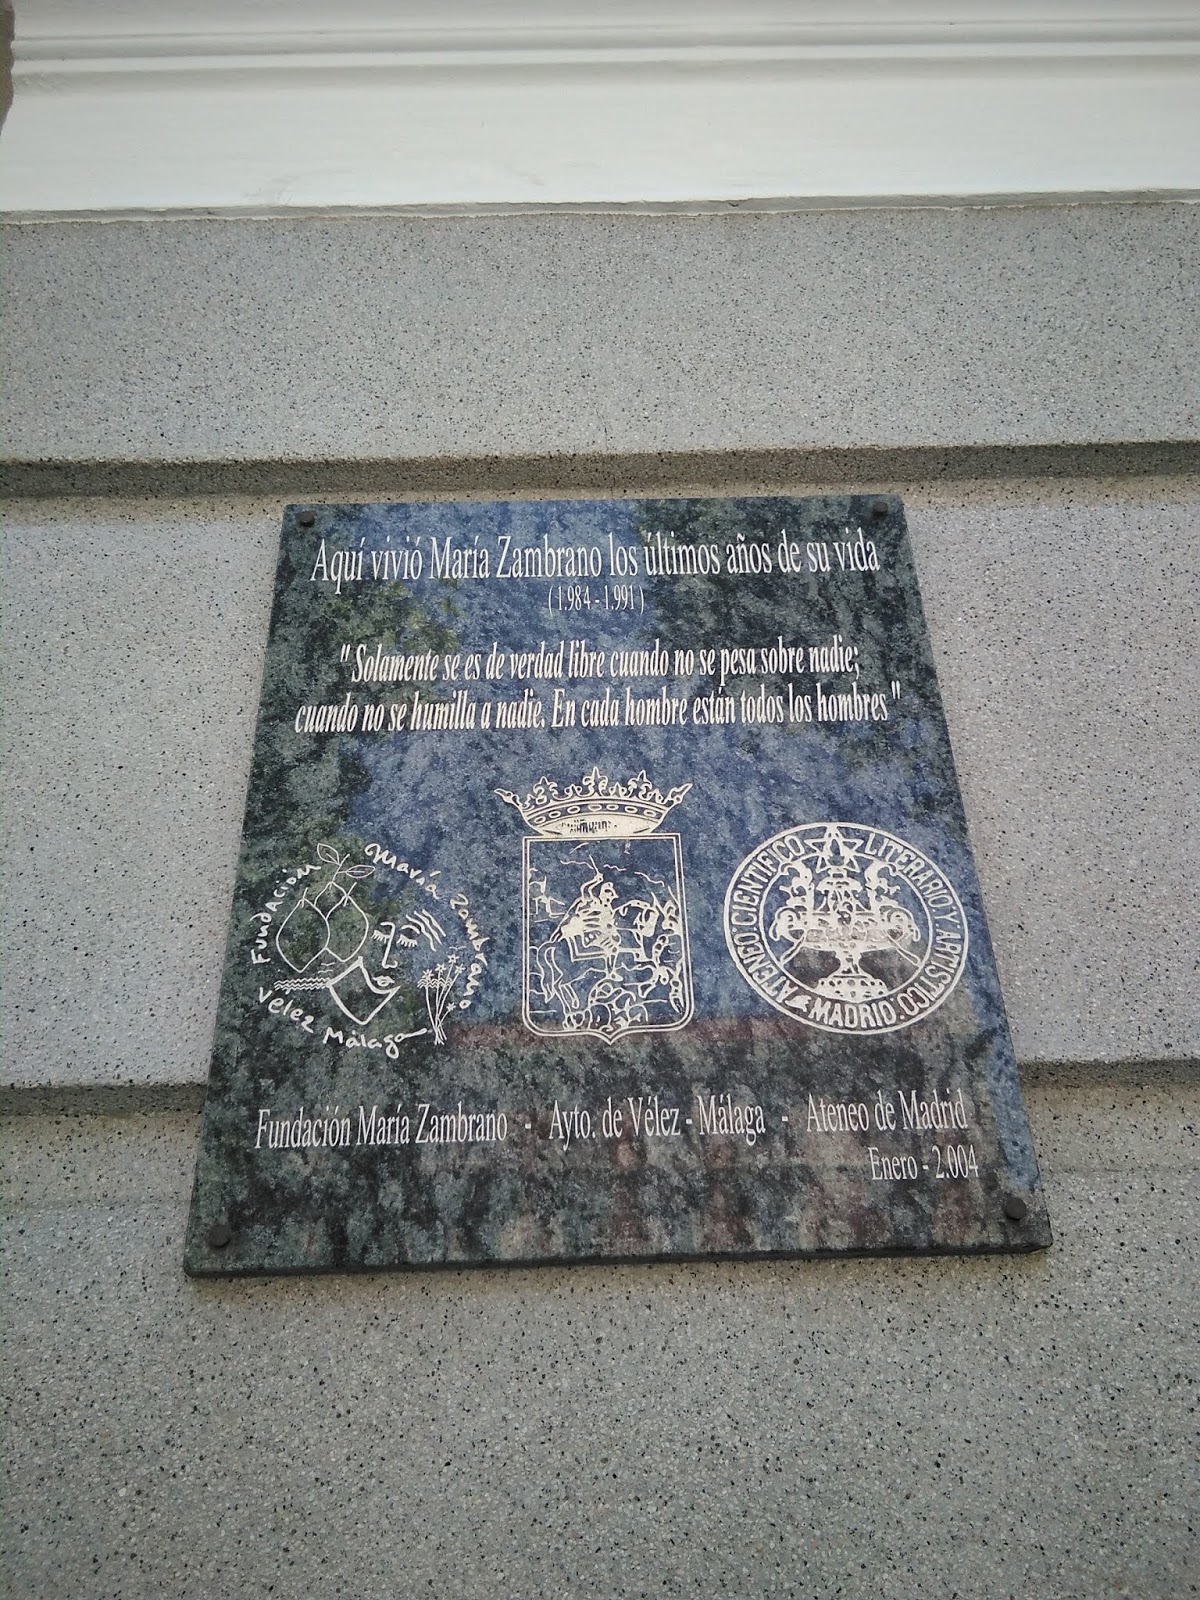 Aquí vivió María Zambrano los últimos años de su vida
( 1.984 - 1.991 )
" Solamente se es de verdad libre cuando no se pesa sobre nadie;
cuando no se humilla a nadie. En cada hombre están todos los hombres "
Fundación María Zambrano
Vélez Málaga
ATENEO · CIENTIFICO LITERARIO Y ARTISTICO
MADRID
Fundación María Zambrano - Ayto. de Vélez - Málaga - Ateneo de Madrid
Enero - 2.004